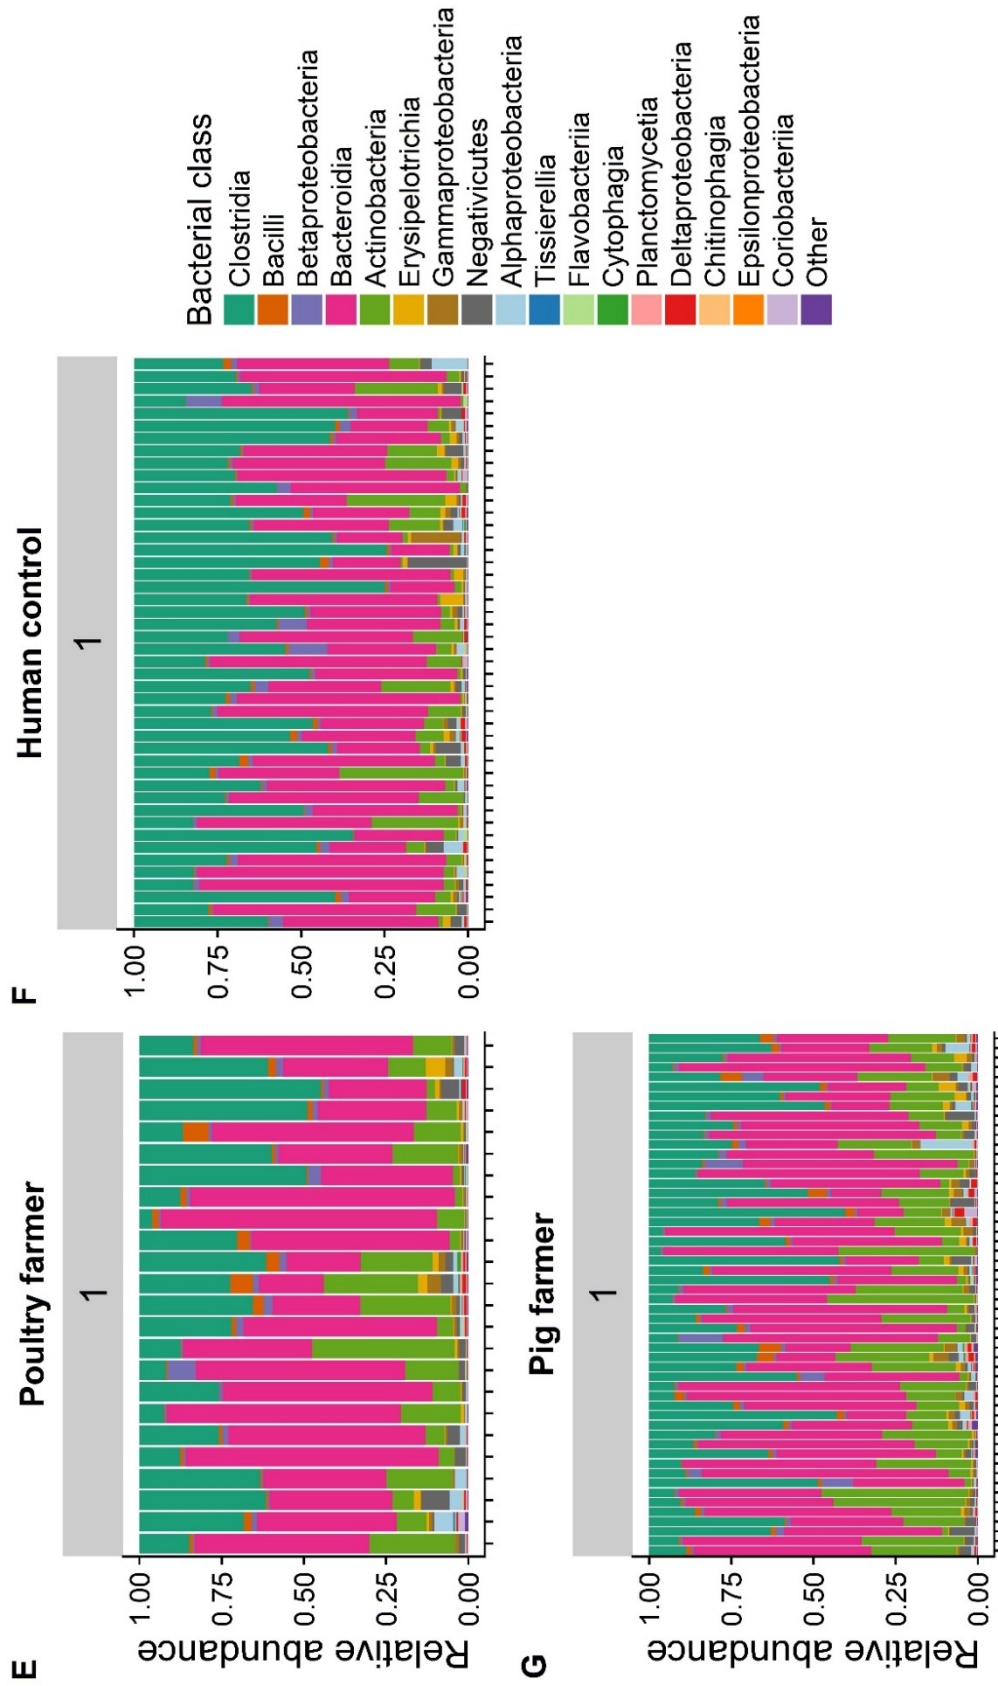 E
Poultry farmer
1
Relative abundance
1.00
0.75
0.50
0.25
0.00
F
Human control
1
1.00
0.75
0.50
0.25
0.00
Bacterial class
Clostridia
Bacilli
Betaproteobacteria
Bacteroidia
Actinobacteria
Erysipelotrichia
Gammaproteobacteria
Negativicutes
Alphaproteobacteria
Tissierellia
Flavobacteriia
Cytophagia
Planctomycetia
Deltaproteobacteria
Chitinophagia
Epsilonproteobacteria
Coriobacteriia
Other
G
Pig farmer
1
Relative abundance
1.00
0.75
0.50
0.25
0.00